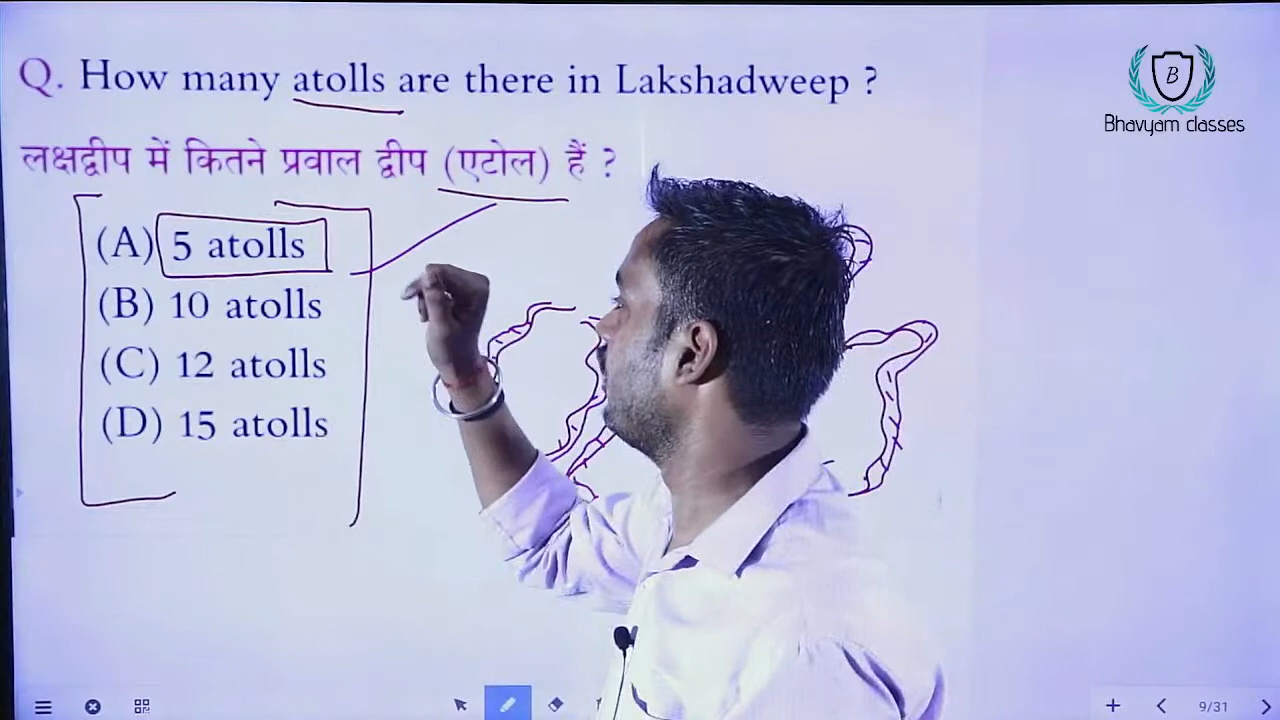 Q. How many atolls are there in Lakshadweep ?
लक्षद्वीप में कितने प्रवाल द्वीप (एटोल) हैं ?
(A) 5 atolls
(B) 10 atolls
(C) 12 atolls
(D) 15 atolls
B
Bhavyam classes
9/31